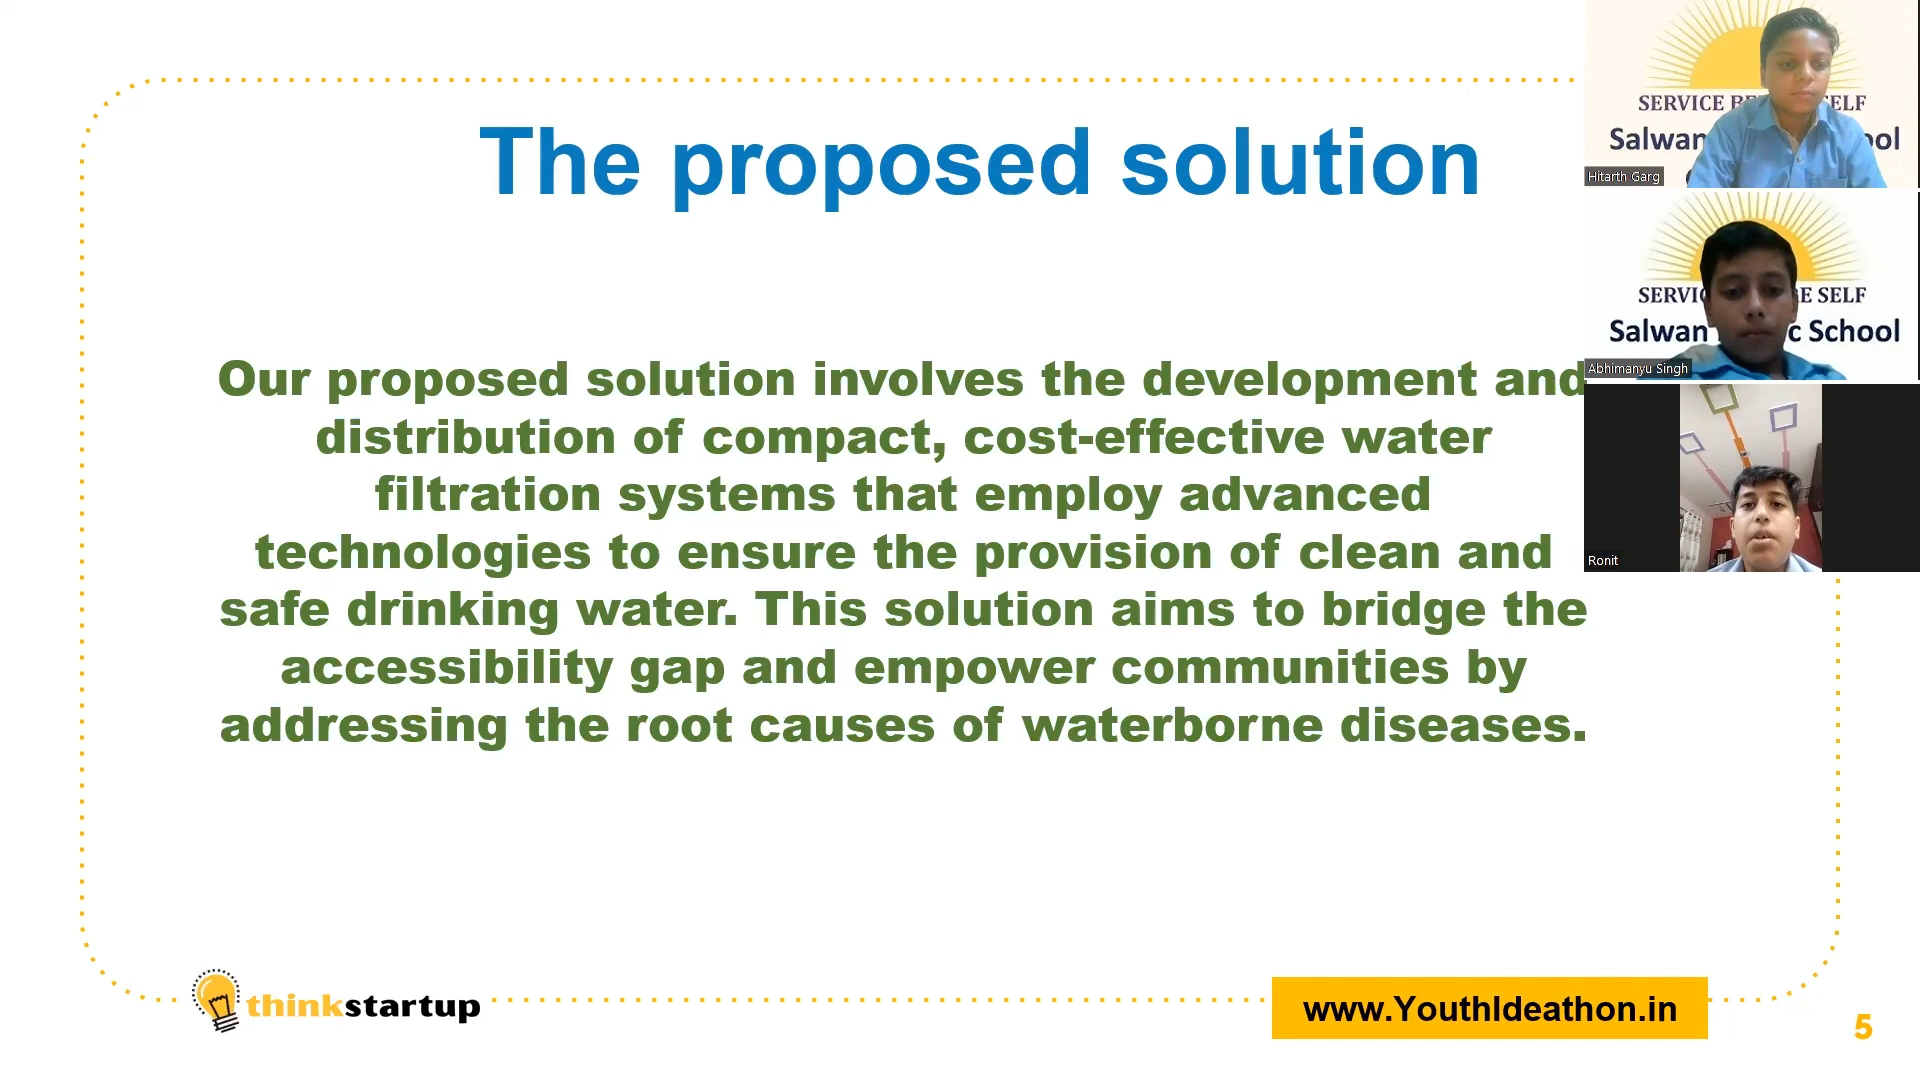 The proposed solution
Our proposed solution involves the development and
distribution of compact, cost-effective water
filtration systems that employ advanced
technologies to ensure the provision of clean and
safe drinking water. This solution aims to bridge the
accessibility gap and empower communities by
addressing the root causes of waterborne diseases.
thinkstartup
www.YouthIdeathon.in
5
SERVICE SELF
Salwan
Hitarth Garg
SELF
Salwan School
Abhimanyu Singh
Ronit